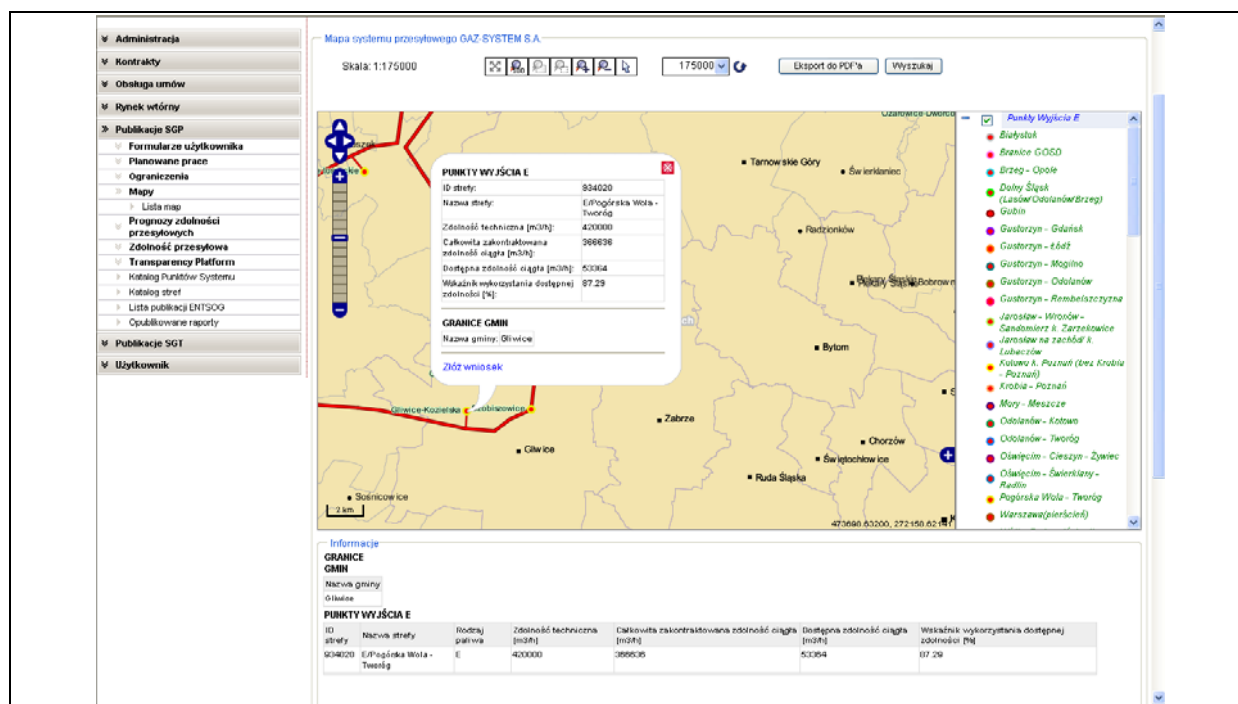 Administracja
Kontrakty
Obsługa umów
Rynek wtórny
Publikacje SGP
Formularze użytkownika
Planowane prace
Ograniczenia
Mapy
Lista map
Prognozy zdolności
przesyłowych
Zdolność przesyłowa
Transparency Platform
Katalog Punktów Systemu
Katalog stref
Lista publikacji ENTSOG
Opublikowane raporty
Publikacje SGT
Użytkownik
Mapa systemu przesyłowego GAZ-SYSTEM S.A.
Skala: 1:175000
175000
Eksport do PDF'a
Wyszukaj
PUNKTY WYJŚCIA E
ID strefy: 934020
Nazwa strefy: E/Pogórska Wola -
Tworóg
Zdolność techniczna [m3/h]: 420000
Całkowita zakontraktowana
zdolność ciągła [m3/h]: 366636
Dostępna zdolność ciągła [m3/h]: 53364
Wskaźnik wykorzystania dostępnej
zdolności [%]: 87.29
GRANICE GMIN
Nazwa gminy: Gliwice
Złóż wniosek
Tarnowskie Góry
Świerklaniec
Radzionków
Bytom
Gliwice-Kozielska
Zabrze
Gliwice
Chorzów
Świętochłowice
Ruda Śląska
Sośnicowice
2 km
473698.63200, 272158.62141
Punkty Wyjścia E
Białystok
Branice GOSD
Brzeg - Opole
Dolny Śląsk
(Lasów/Odolanów/Brzeg)
Gubin
Gustorzyn - Gdańsk
Gustorzyn - Łódź
Gustorzyn - Mogilno
Gustorzyn - Odolanów
Gustorzyn - Rembelszczyzna
Jarosław - Wronów -
Sandomierz k. Zarzekowice
Jarosław na zachód/ k.
Lubaczów
Kotowo k. Poznań (bez Krobia
- Poznań)
Krobia - Poznań
Mory - Meszcze
Odolanów - Kotowo
Odolanów - Tworóg
Oświęcim - Cieszyn - Żywiec
Oświęcim - Świerklany -
Radlin
Pogórska Wola - Tworóg
Warszawa(pierścień)
Informacje
GRANICE
GMIN
Nazwa gminy
Gliwice
PUNKTY WYJŚCIA E
ID
strefy
Nazwa strefy
Rodzaj
paliwa
Zdolność techniczna
[m3/h]
Całkowita zakontraktowana zdolność ciągła
[m3/h]
Dostępna zdolność ciągła
[m3/h]
Wskaźnik wykorzystania dostępnej
zdolności [%]
934020 E/Pogórska Wola - E 420000 366636 53364 87.29
Tworóg